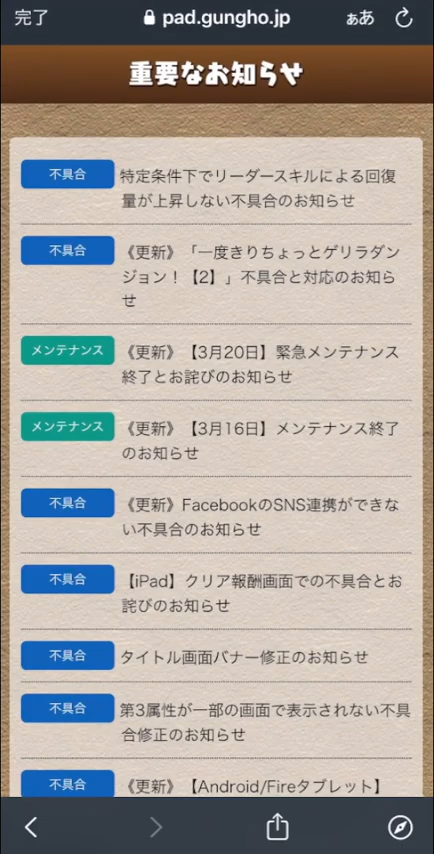 完了
pad.gungho.jp
ああ
重要なお知らせ
不具合
特定条件下でリーダースキルによる回復
量が上昇しない不具合のお知らせ
不具合
《更新》「一度きりちょっとゲリラダン
ジョン！【2】」不具合と対応のお知ら
せ
メンテナンス
《更新》【3月20日】緊急メンテナンス
終了とお詫びのお知らせ
メンテナンス
《更新》【3月16日】メンテナンス終了
のお知らせ
不具合
《更新》FacebookのSNS連携ができな
い不具合のお知らせ
不具合
【iPad】クリア報酬画面での不具合とお
詫びのお知らせ
不具合
タイトル画面バナー修正のお知らせ
不具合
第3属性が一部の画面で表示されない不具
合修正のお知らせ
不具合
《更新》【Android/Fireタブレット】